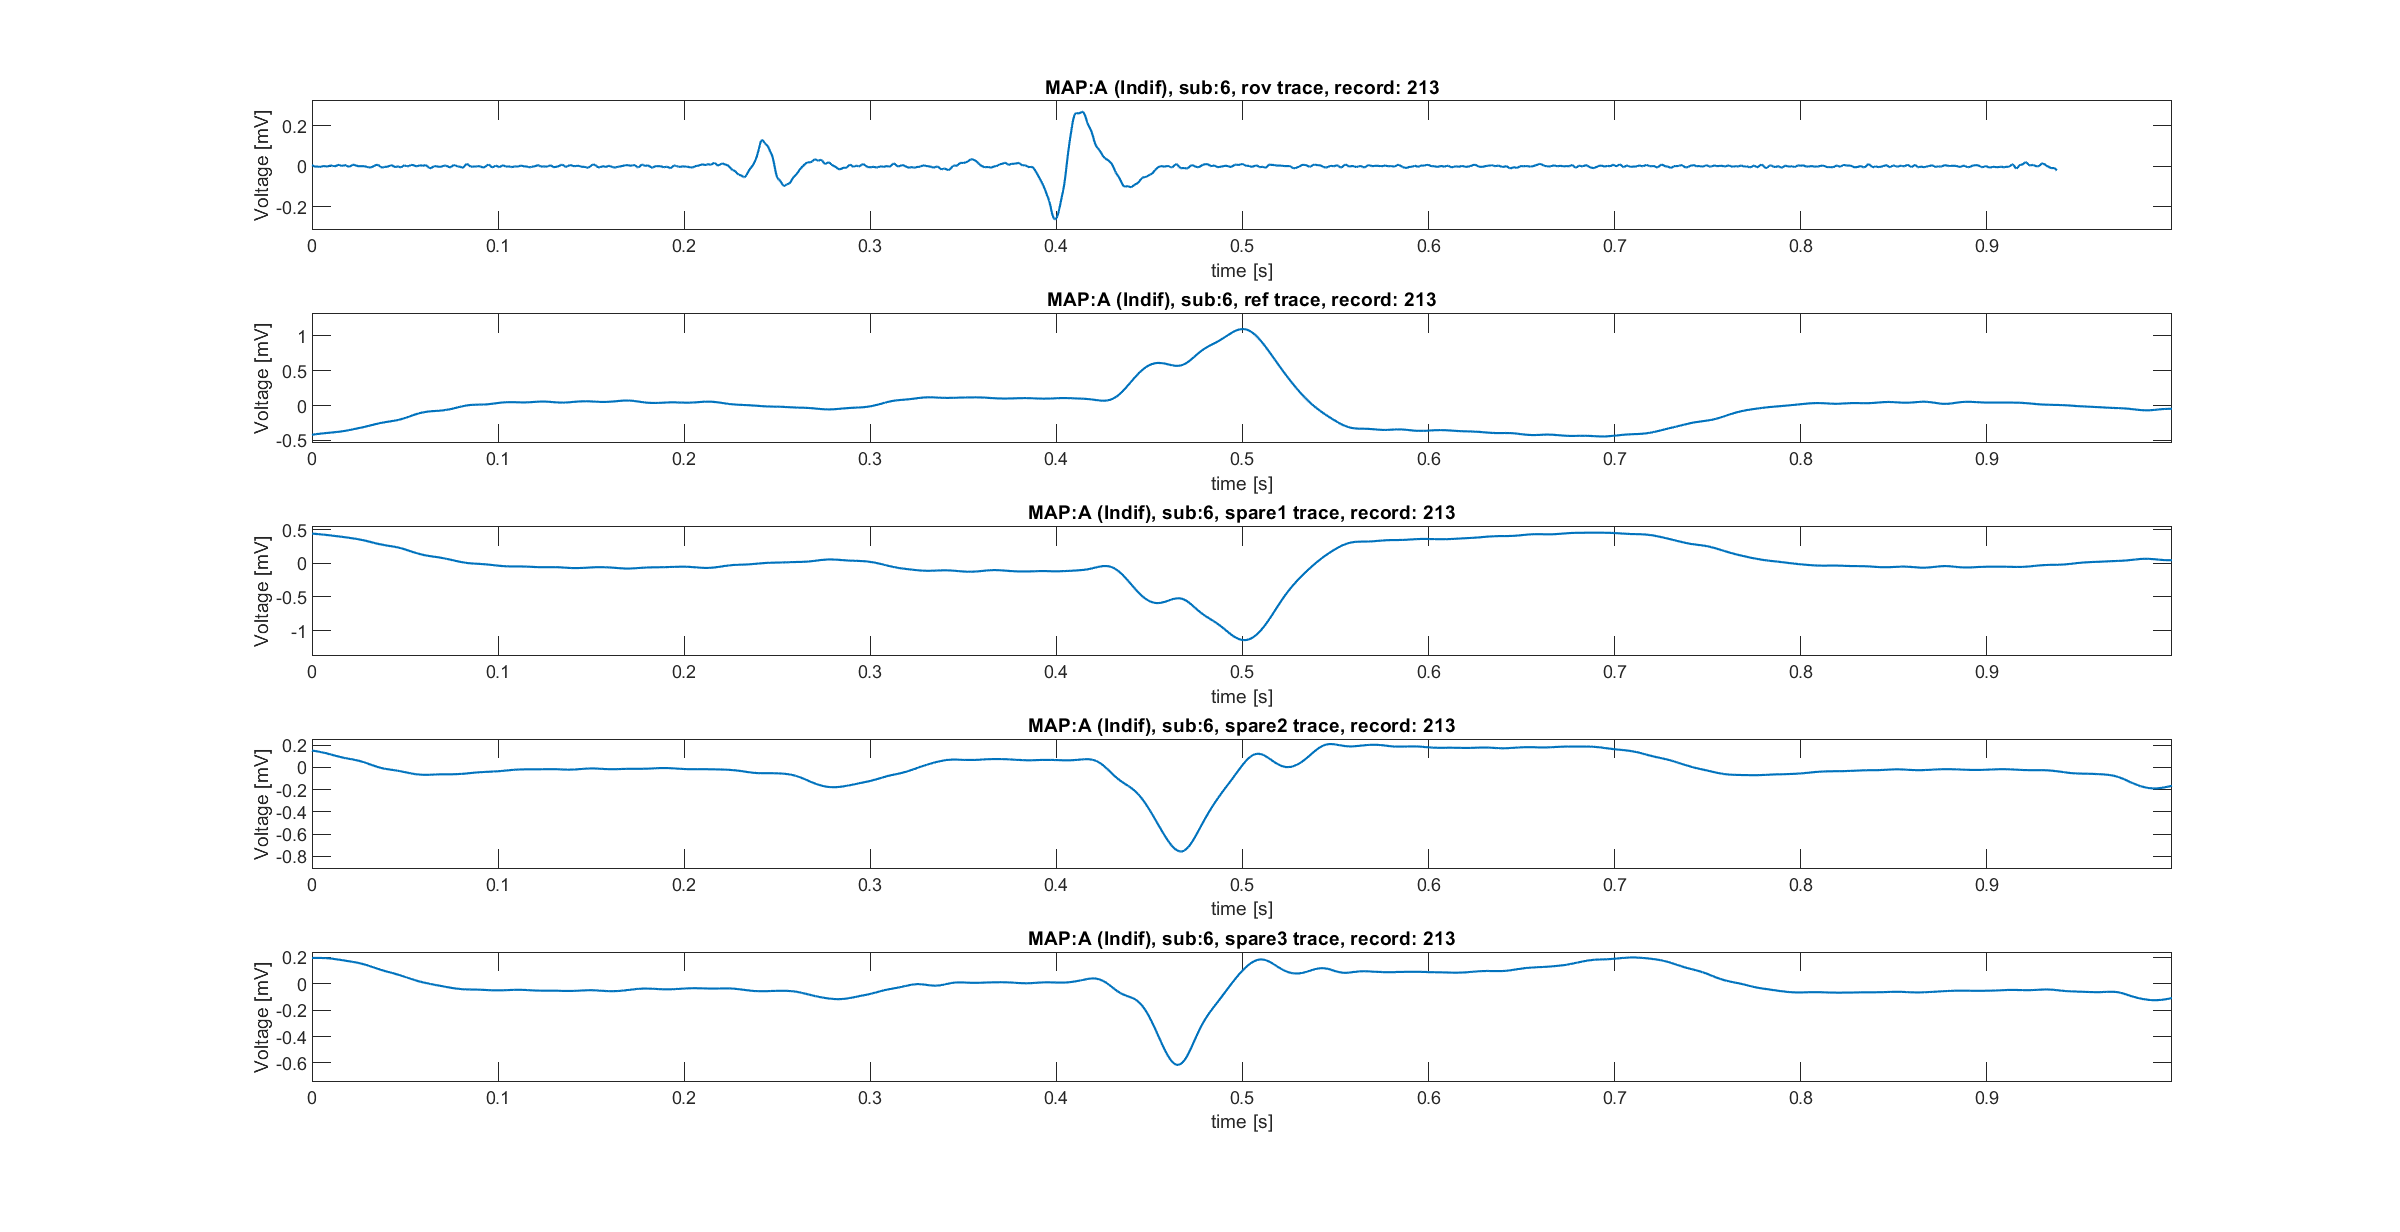 MAP:A (Indif), sub:6, rov trace, record: 213
Voltage [mV]
0.2
0
-0.2
0 0.1 0.2 0.3 0.4 0.5 0.6 0.7 0.8 0.9
time [s]
MAP:A (Indif), sub:6, ref trace, record: 213
Voltage [mV]
1
0.5
0
-0.5
0 0.1 0.2 0.3 0.4 0.5 0.6 0.7 0.8 0.9
time [s]
MAP:A (Indif), sub:6, spare1 trace, record: 213
Voltage [mV]
0.5
0
-0.5
-1
0 0.1 0.2 0.3 0.4 0.5 0.6 0.7 0.8 0.9
time [s]
MAP:A (Indif), sub:6, spare2 trace, record: 213
Voltage [mV]
0.2
0
-0.2
-0.4
-0.6
-0.8
0 0.1 0.2 0.3 0.4 0.5 0.6 0.7 0.8 0.9
time [s]
MAP:A (Indif), sub:6, spare3 trace, record: 213
Voltage [mV]
0.2
0
-0.2
-0.4
-0.6
0 0.1 0.2 0.3 0.4 0.5 0.6 0.7 0.8 0.9
time [s]